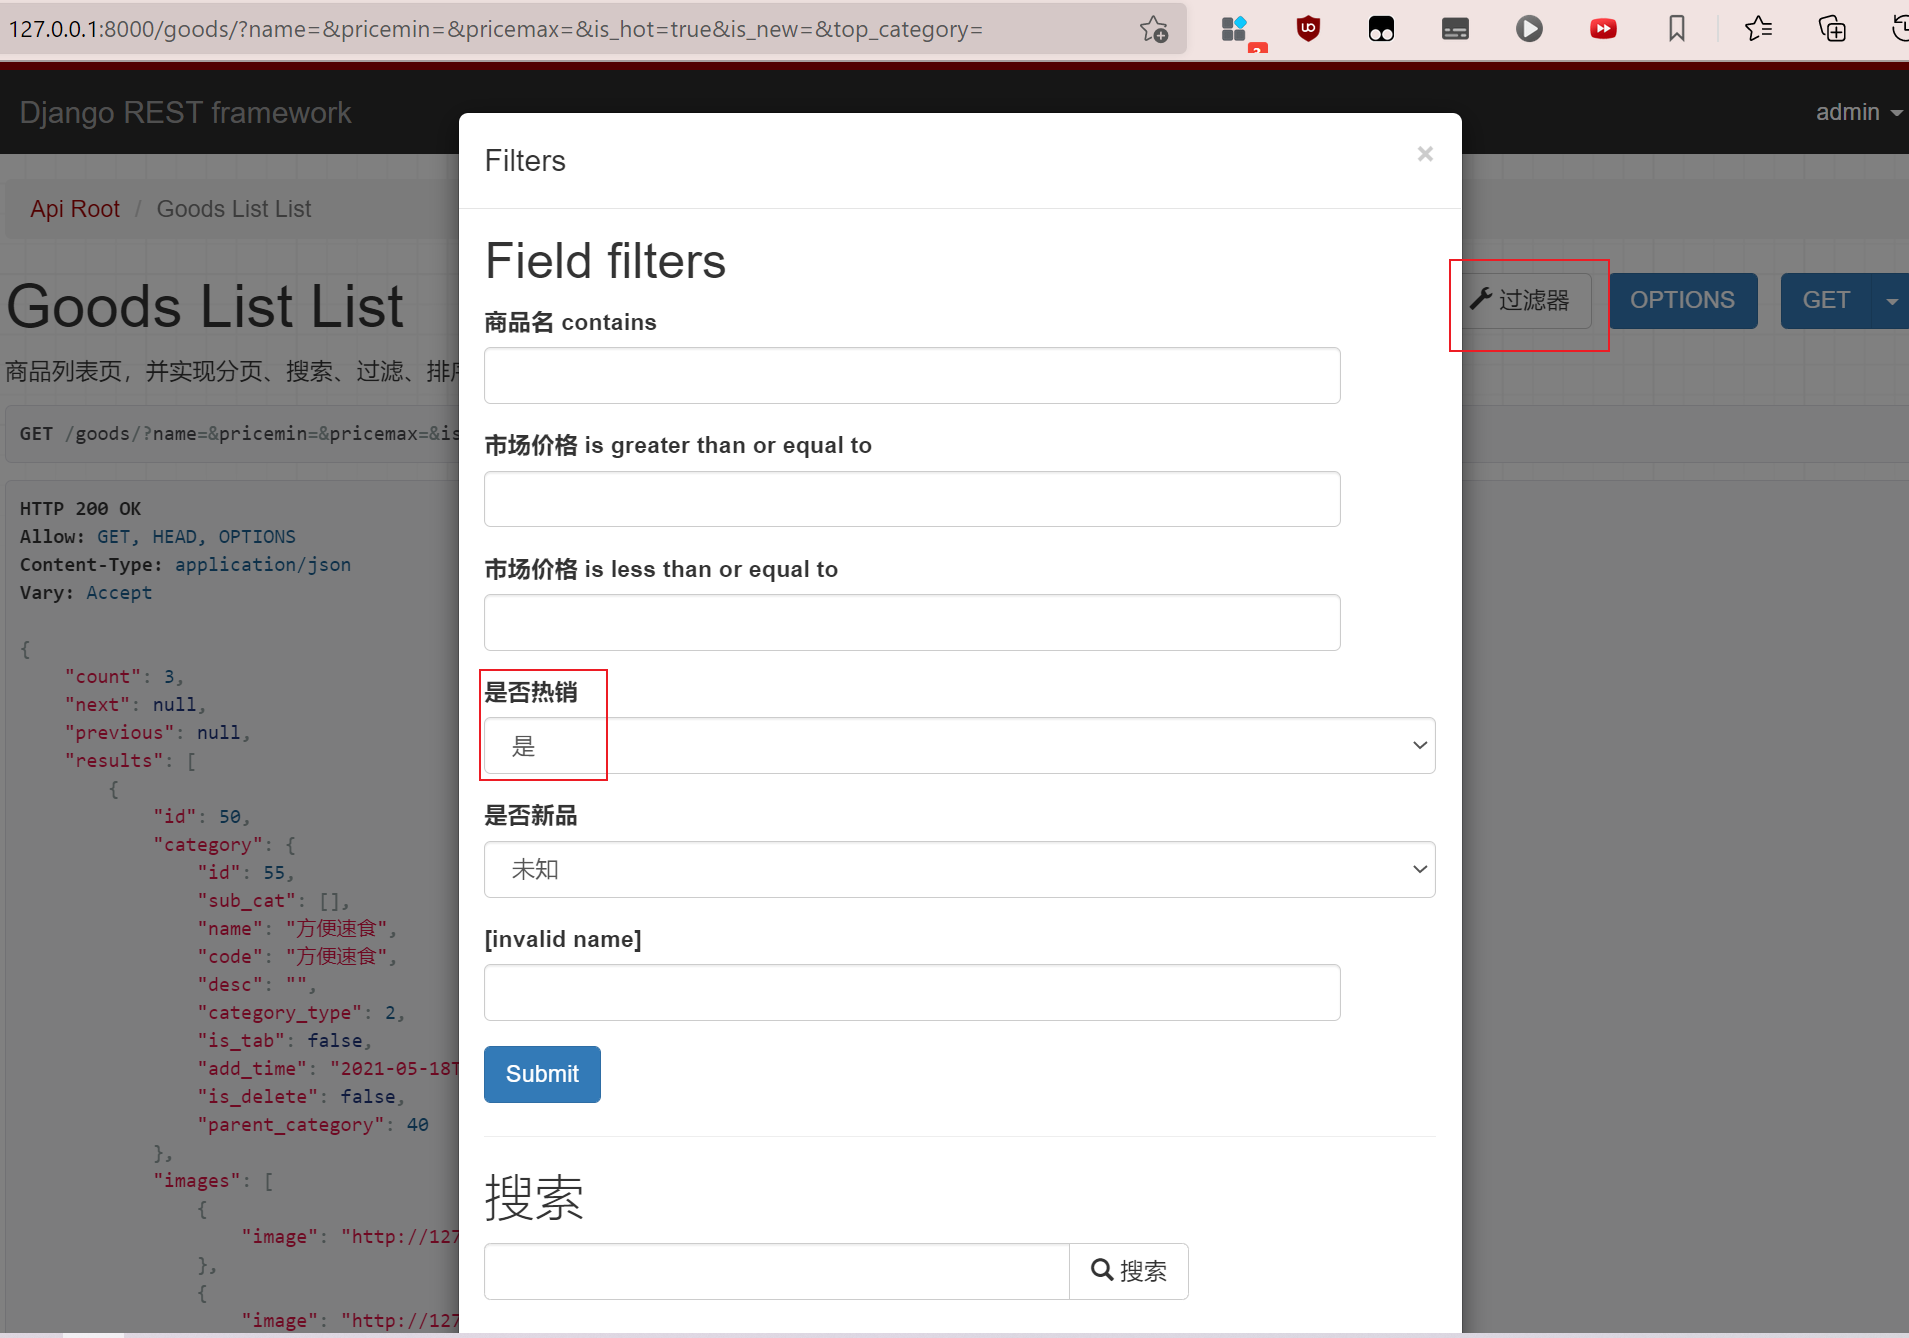 127.0.0.1:8000/goods/?name=&pricemin=&pricemax=&is_hot=true&is_new=&top_category=
Django REST framework
admin
Api Root / Goods List List
Goods List List
过滤器
OPTIONS
GET
商品列表页，并实现分页、搜索、过滤、排
GET /goods/?name=&pricemin=&pricemax=&is
HTTP 200 OK
Allow: GET, HEAD, OPTIONS
Content-Type: application/json
Vary: Accept
{
"count": 3,
"next": null,
"previous": null,
"results": [
{
"id": 50,
"category": {
"id": 55,
"sub_cat": [],
"name": "方便速食",
"code": "方便速食",
"desc": "",
"category_type": 2,
"is_tab": false,
"add_time": "2021-05-18T
"is_delete": false,
"parent_category": 40
},
"images": [
{
"image": "http://127
},
{
"image": "http://127
Filters
×
Field filters
商品名 contains
市场价格 is greater than or equal to
市场价格 is less than or equal to
是否热销
是
是否新品
未知
[invalid name]
Submit
搜索
搜索